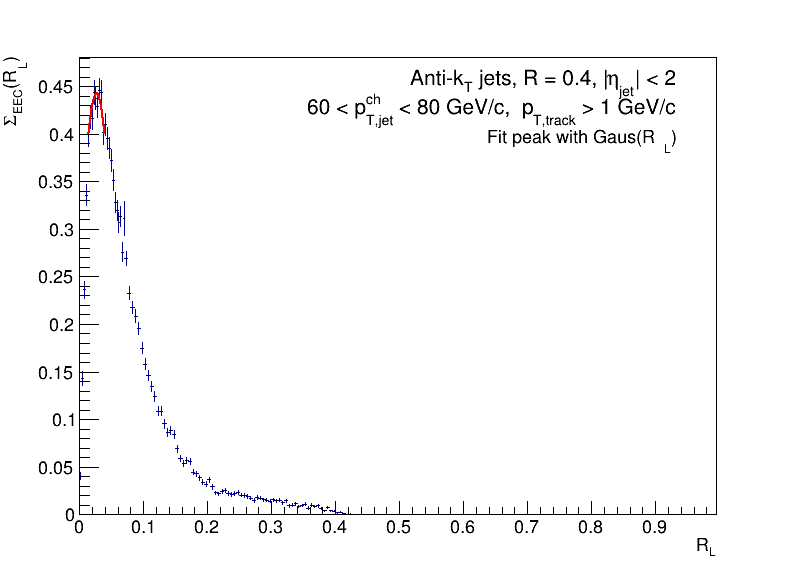 Σ_EEC(R_L)
Anti-k_T jets, R = 0.4, |η_jet| < 2
60 < p^ch_T,jet < 80 GeV/c, p_T,track > 1 GeV/c
Fit peak with Gaus(R_L)
0.45
0.4
0.35
0.3
0.25
0.2
0.15
0.1
0.05
0
0 0.1 0.2 0.3 0.4 0.5 0.6 0.7 0.8 0.9
R_L